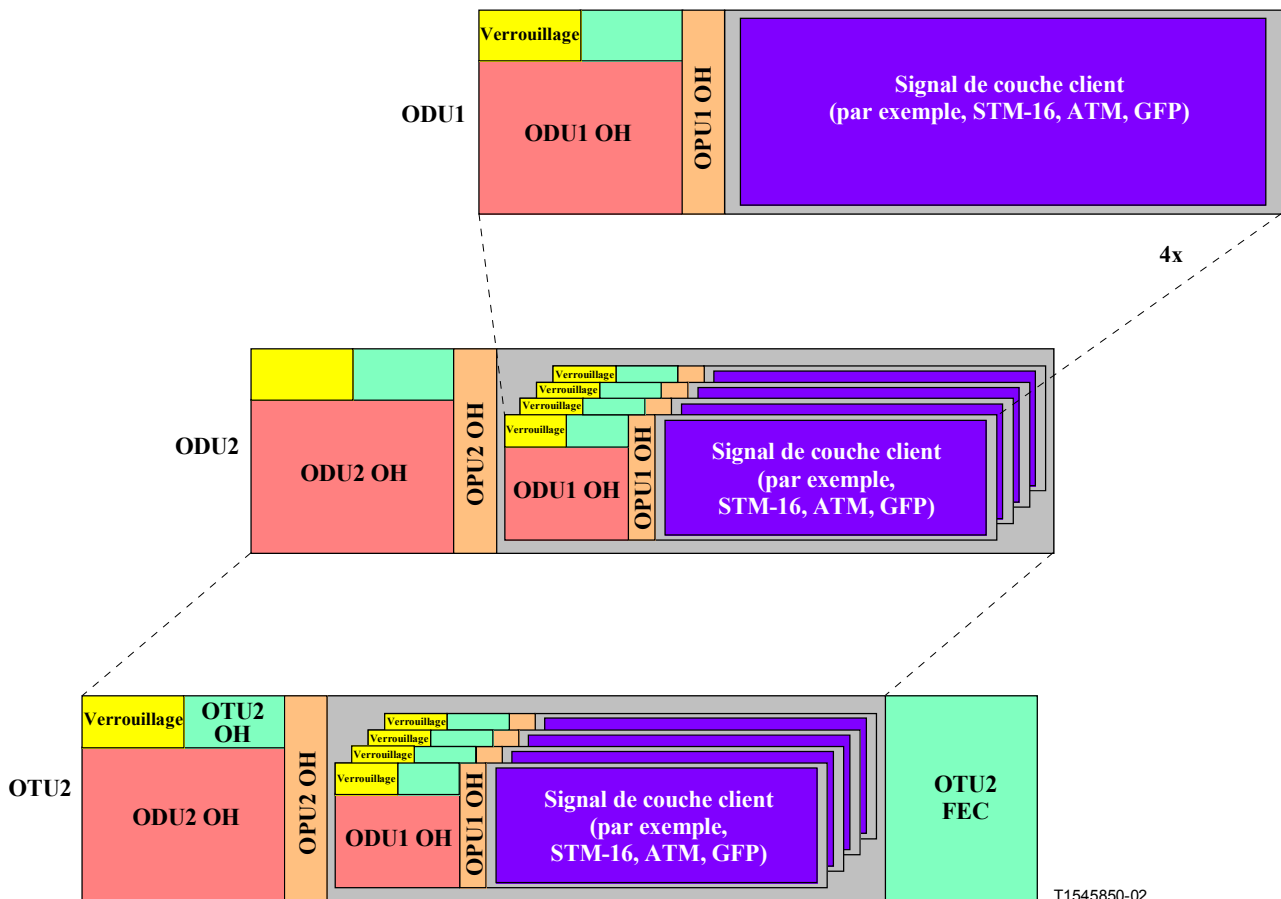 Verrouillage
ODU1
ODU1 OH
OPU1 OH
Signal de couche client
(par exemple, STM-16, ATM, GFP)
4x
ODU2
ODU2 OH
OPU2 OH
Verrouillage
Verrouillage
Verrouillage
Verrouillage
ODU1 OH
OPU1 OH
Signal de couche client
(par exemple,
STM-16, ATM, GFP)
OTU2
Verrouillage
OTU2
OH
ODU2 OH
OPU2 OH
Verrouillage
Verrouillage
Verrouillage
Verrouillage
ODU1 OH
OPU1 OH
Signal de couche client
(par exemple,
STM-16, ATM, GFP)
OTU2
FEC
T1545850-02